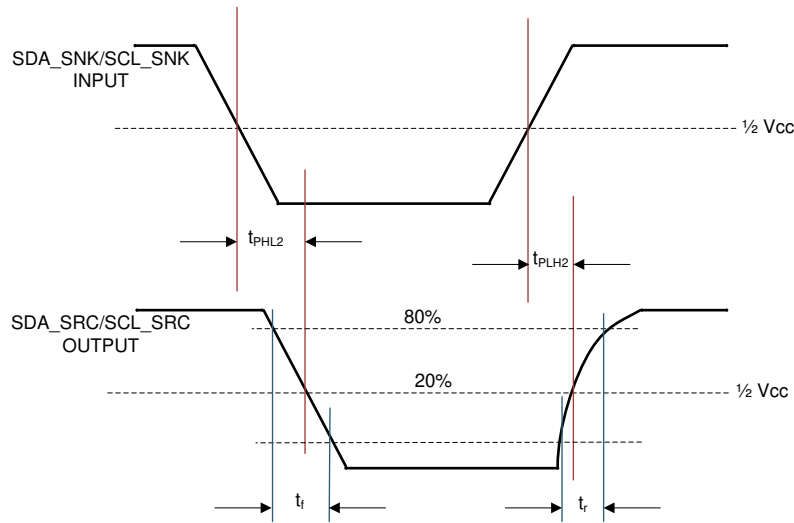 SDA_SNK/SCL_SNK
INPUT
½ Vcc
tPHL2
tPLH2
SDA_SRC/SCL_SRC
OUTPUT
80%
20%
½ Vcc
tf
tr